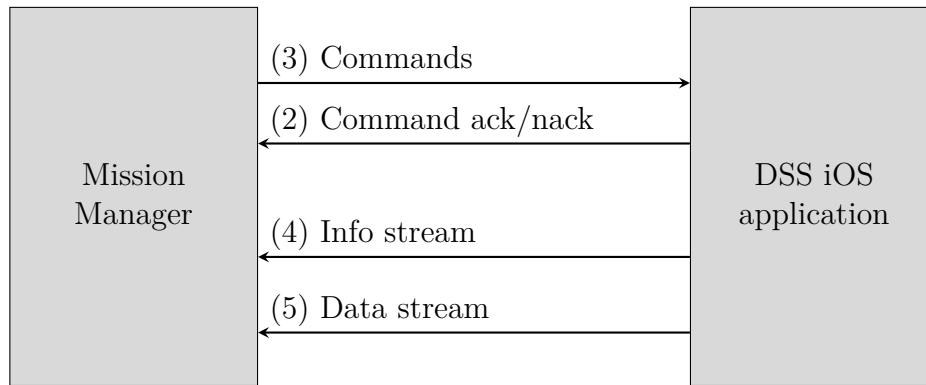 (3) Commands
(2) Command ack/nack
Mission
Manager
DSS iOS
application
(4) Info stream
(5) Data stream